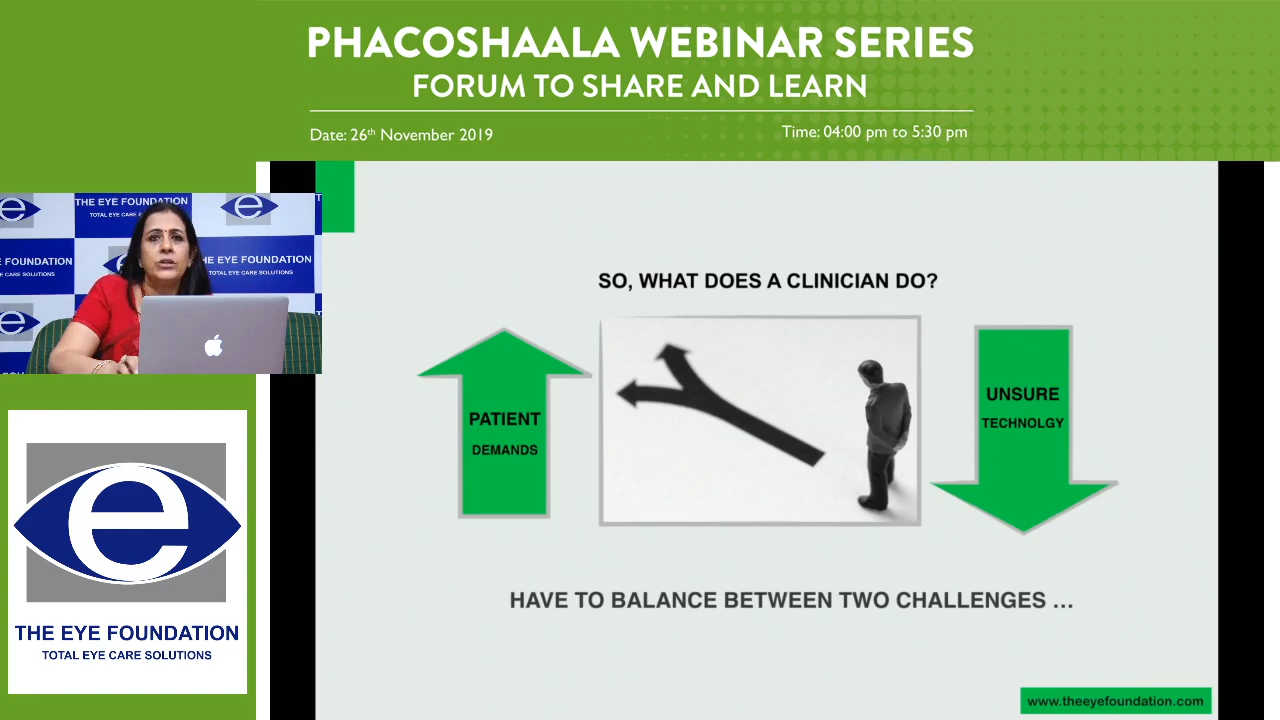 PHACOSHAALA WEBINAR SERIES
FORUM TO SHARE AND LEARN
Date: 26th November 2019
Time: 04:00 pm to 5:30 pm
THE EYE FOUNDATION
TOTAL EYE CARE SOLUTIONS
EYE FOUNDATION
THE EYE FOUNDATION
TOTAL EYE CARE SOLUTIONS
SO, WHAT DOES A CLINICIAN DO?
PATIENT
DEMANDS
UNSURE
TECHNOLGY
HAVE TO BALANCE BETWEEN TWO CHALLENGES ...
e
THE EYE FOUNDATION
TOTAL EYE CARE SOLUTIONS
www.theeyefoundation.com